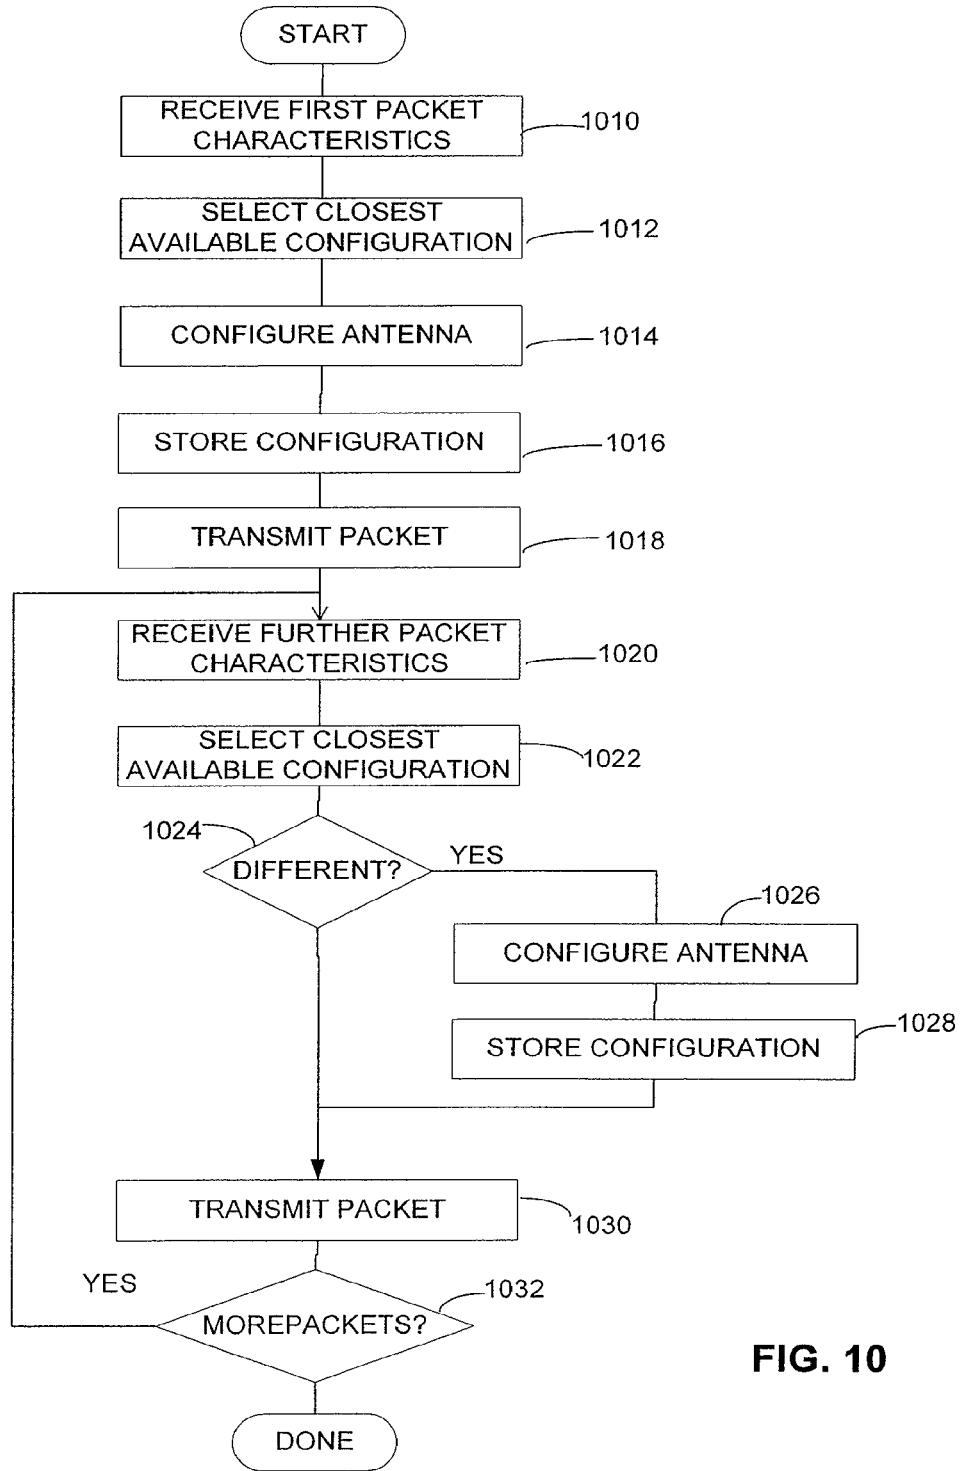 START
RECEIVE FIRST PACKET
CHARACTERISTICS
1010
SELECT CLOSEST
AVAILABLE CONFIGURATION
1012
CONFIGURE ANTENNA
1014
STORE CONFIGURATION
1016
TRANSMIT PACKET
1018
RECEIVE FURTHER PACKET
CHARACTERISTICS
1020
SELECT CLOSEST
AVAILABLE CONFIGURATION
1022
1024
DIFFERENT?
YES
1026
CONFIGURE ANTENNA
1028
STORE CONFIGURATION
TRANSMIT PACKET
1030
YES
1032
MOREPACKETS?
FIG. 10
DONE